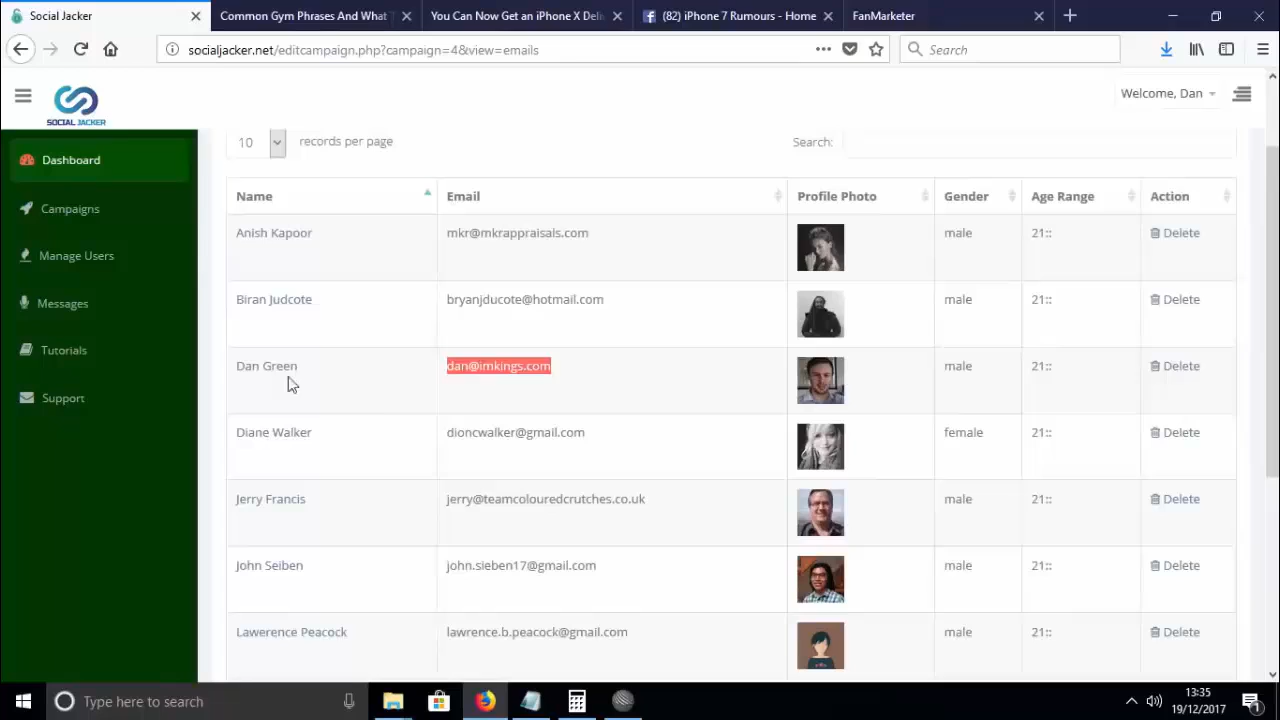 Social Jacker
Common Gym Phrases And What T
You Can Now Get an iPhone X Deli
(82) iPhone 7 Rumours - Home
FanMarketer
socialjacker.net/editcampaign.php?campaign=4&view=emails
Search
SOCIAL JACKER
Welcome, Dan
10 records per page
Search:
Dashboard
Campaigns
Manage Users
Messages
Tutorials
Support
Name Email Profile Photo Gender Age Range Action
Anish Kapoor mkr@mkrappraisals.com male 21:: Delete
Biran Judcote bryanjducote@hotmail.com male 21:: Delete
Dan Green dan@imkings.com male 21:: Delete
Diane Walker dioncwalker@gmail.com female 21:: Delete
Jerry Francis jerry@teamcolouredcrutches.co.uk male 21:: Delete
John Seiben john.sieben17@gmail.com male 21:: Delete
Lawerence Peacock lawrence.b.peacock@gmail.com male 21:: Delete
Type here to search
13:35
19/12/2017
1